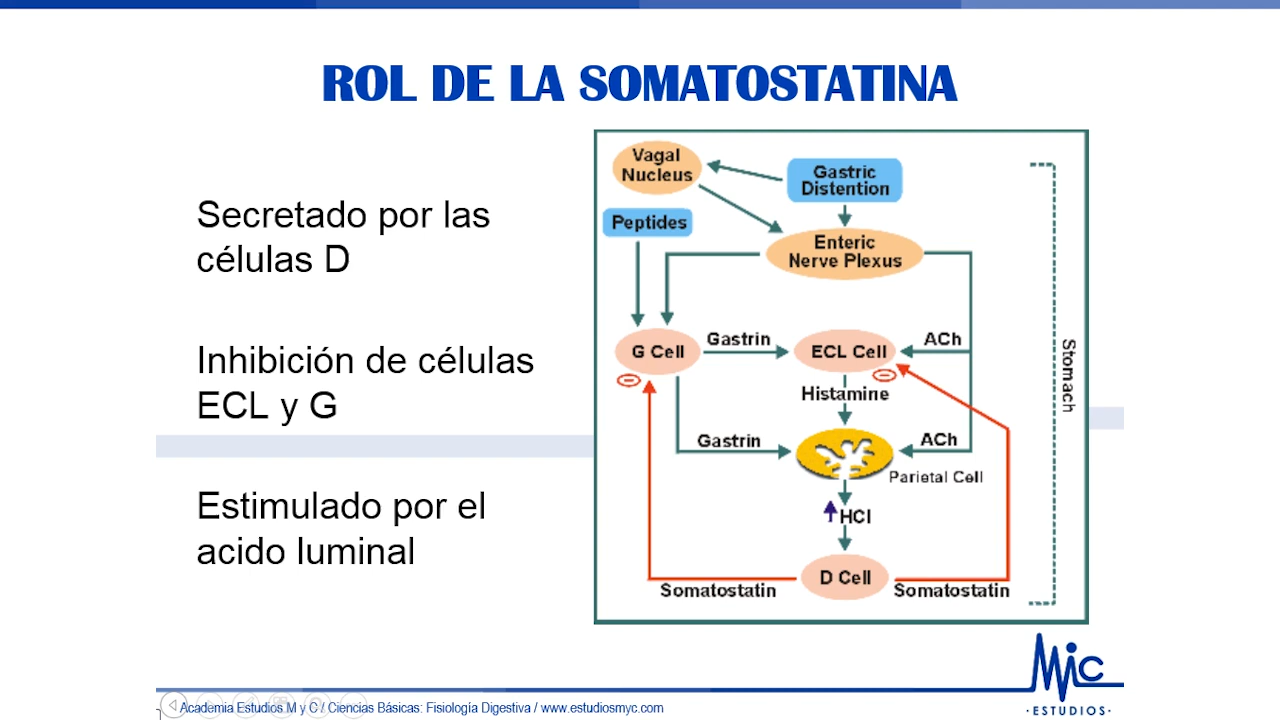 ROL DE LA SOMATOSTATINA
Secretado por las
células D
Inhibición de células
ECL y G
Estimulado por el
acido luminal
Vagal
Nucleus
Gastric
Distention
Peptides
Enteric
Nerve Plexus
G Cell
Gastrin
ECL Cell
ACh
Histamine
Gastrin
ACh
Parietal Cell
HCl
D Cell
Somatostatin
Somatostatin
Stomach
Mic
·ESTUDIOS·
Academia Estudios M y C / Ciencias Básicas: Fisiología Digestiva / www.estudiosmyc.com